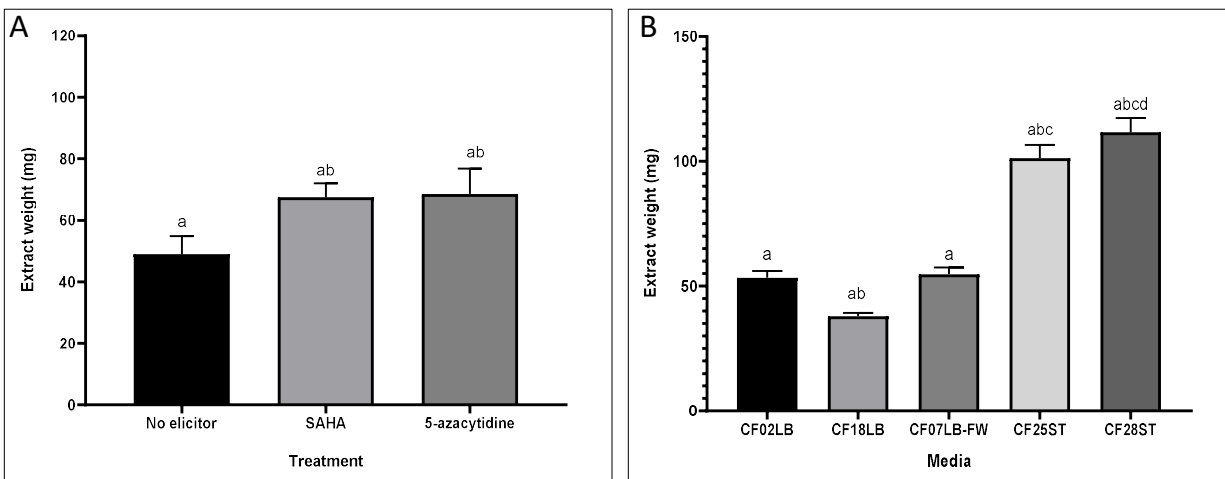 A
120
100
80
60
40
20
0
Extract weight (mg)
a
ab
ab
No elicitor SAHA 5-azacytidine
Treatment
B
150
100
50
0
Extract weight (mg)
a
ab
a
abc
abcd
CF02LB CF18LB CF07LB-FW CF25ST CF28ST
Media